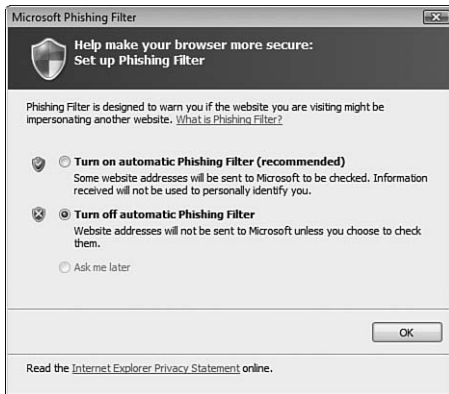 Microsoft Phishing Filter
Help make your browser more secure:
Set up Phishing Filter
Phishing Filter is designed to warn you if the website you are visiting might be
impersonating another website. What is Phishing Filter?
Turn on automatic Phishing Filter (recommended)
Some website addresses will be sent to Microsoft to be checked. Information
received will not be used to personally identify you.
Turn off automatic Phishing Filter
Website addresses will not be sent to Microsoft unless you choose to check
them.
Ask me later
OK
Read the Internet Explorer Privacy Statement online.